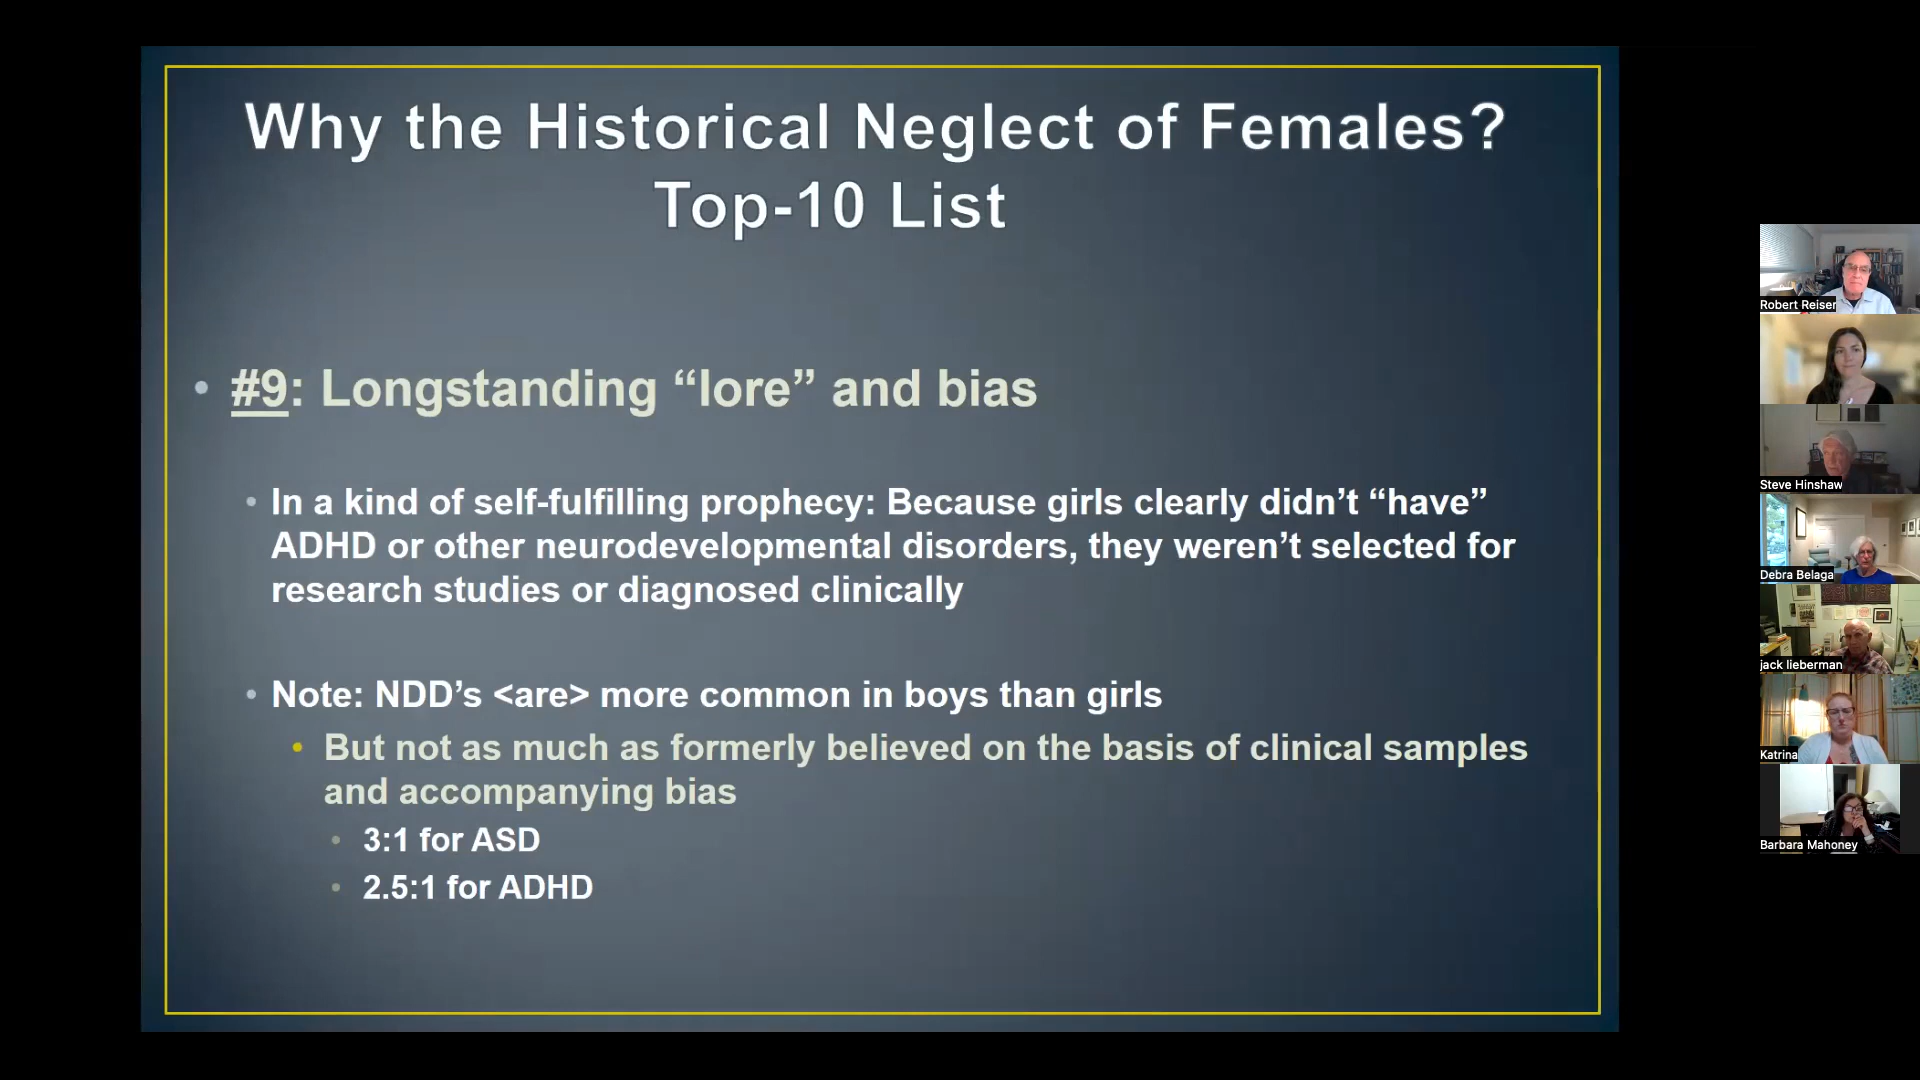 Why the Historical Neglect of Females?
Top-10 List
• #9: Longstanding “lore” and bias
• In a kind of self-fulfilling prophecy: Because girls clearly didn’t “have”
ADHD or other neurodevelopmental disorders, they weren’t selected for
research studies or diagnosed clinically
• Note: NDD’s <are> more common in boys than girls
• But not as much as formerly believed on the basis of clinical samples
and accompanying bias
• 3:1 for ASD
• 2.5:1 for ADHD
Robert Reiser
Steve Hinshaw
Debra Belaga
jack lieberman
Katrina
Barbara Mahoney